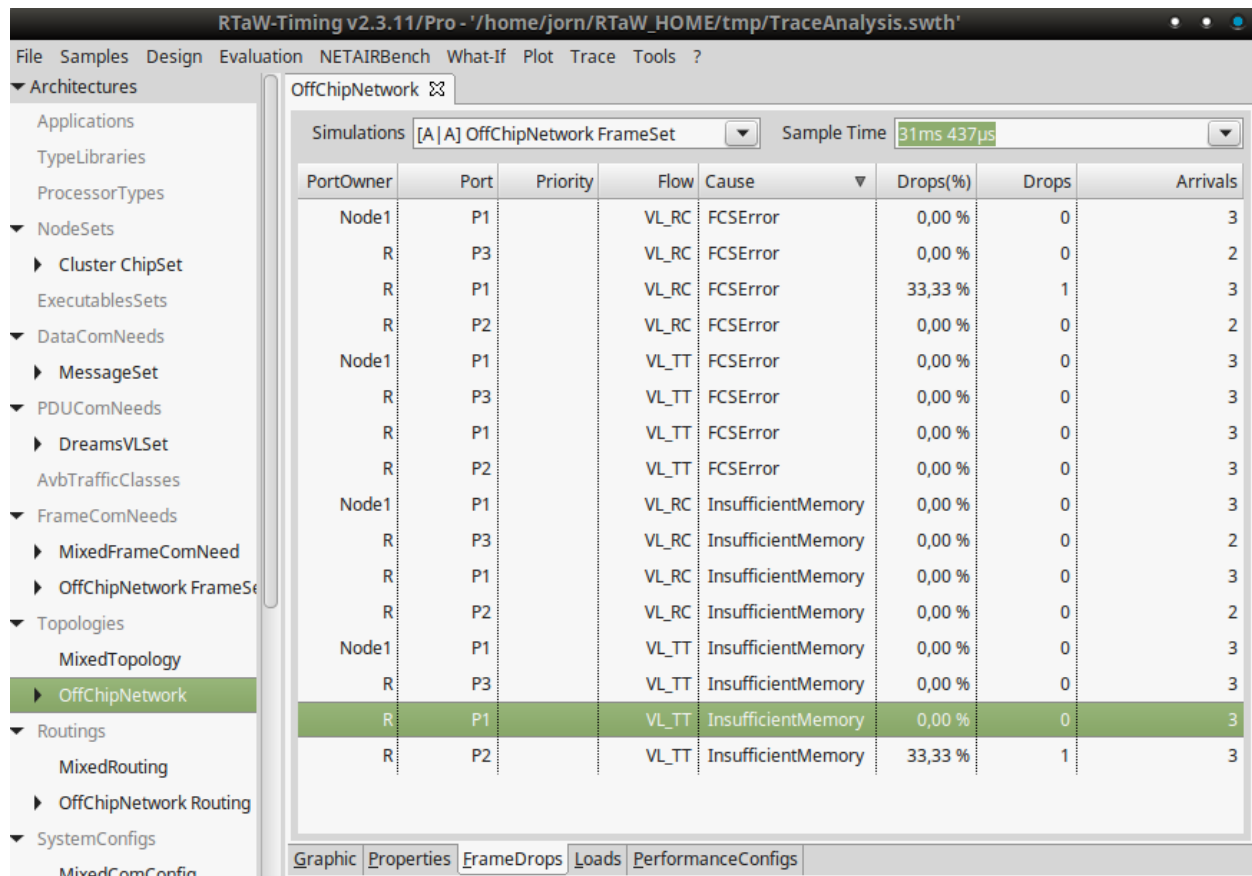 RTaW-Timing v2.3.11/Pro - '/home/jorn/RTaW_HOME/tmp/TraceAnalysis.swth'
File Samples Design Evaluation NETAIRBench What-If Plot Trace Tools ?
Architectures
Applications
TypeLibraries
ProcessorTypes
NodeSets
Cluster ChipSet
ExecutablesSets
DataComNeeds
MessageSet
PDUComNeeds
DreamsVLSet
AvbTrafficClasses
FrameComNeeds
MixedFrameComNeed
OffChipNetwork FrameSe
Topologies
MixedTopology
OffChipNetwork
Routings
MixedRouting
OffChipNetwork Routing
SystemConfigs
MixedComConfig
OffChipNetwork
Simulations [A|A] OffChipNetwork FrameSet Sample Time 31ms 437µs
PortOwner Port Priority Flow Cause Drops(%) Drops Arrivals
Node1 P1 VL_RC FCSError 0,00 % 0 3
R P3 VL_RC FCSError 0,00 % 0 2
R P1 VL_RC FCSError 33,33 % 1 3
R P2 VL_RC FCSError 0,00 % 0 2
Node1 P1 VL_TT FCSError 0,00 % 0 3
R P3 VL_TT FCSError 0,00 % 0 3
R P1 VL_TT FCSError 0,00 % 0 3
R P2 VL_TT FCSError 0,00 % 0 3
Node1 P1 VL_RC InsufficientMemory 0,00 % 0 3
R P3 VL_RC InsufficientMemory 0,00 % 0 2
R P1 VL_RC InsufficientMemory 0,00 % 0 3
R P2 VL_RC InsufficientMemory 0,00 % 0 2
Node1 P1 VL_TT InsufficientMemory 0,00 % 0 3
R P3 VL_TT InsufficientMemory 0,00 % 0 3
R P1 VL_TT InsufficientMemory 0,00 % 0 3
R P2 VL_TT InsufficientMemory 33,33 % 1 3
Graphic Properties FrameDrops Loads PerformanceConfigs